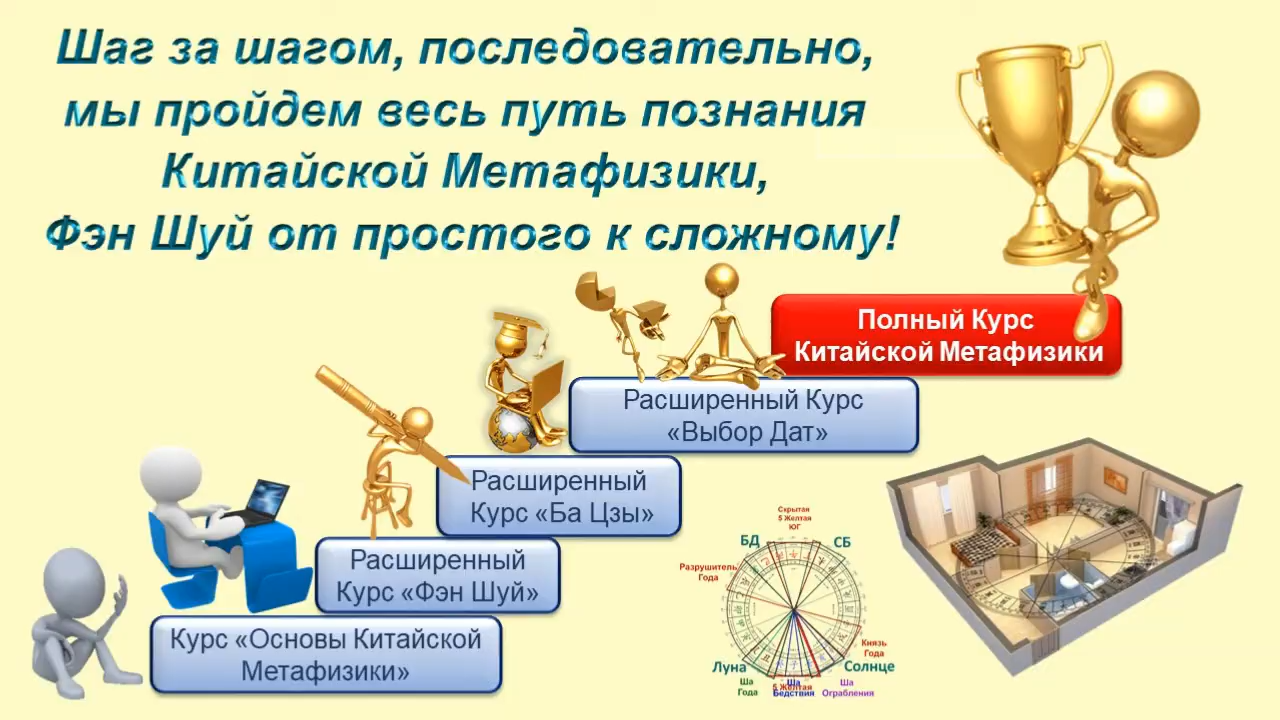 Шаг за шагом, последовательно,
мы пройдем весь путь познания
Китайской Метафизики,
Фэн Шуй от простого к сложному!
Полный Курс
Китайской Метафизики
Расширенный Курс
«Выбор Дат»
Расширенный
Курс «Ба Цзы»
Расширенный
Курс «Фэн Шуй»
Курс «Основы Китайской
Метафизики»
Скрытая
5 Желтая
ЮГ
БД
СБ
Разрушитель
Года
Князь
Года
Луна
Солнце
Ша
Года
5 Желтая
Ша
Бедствия
Ша
Ограбления